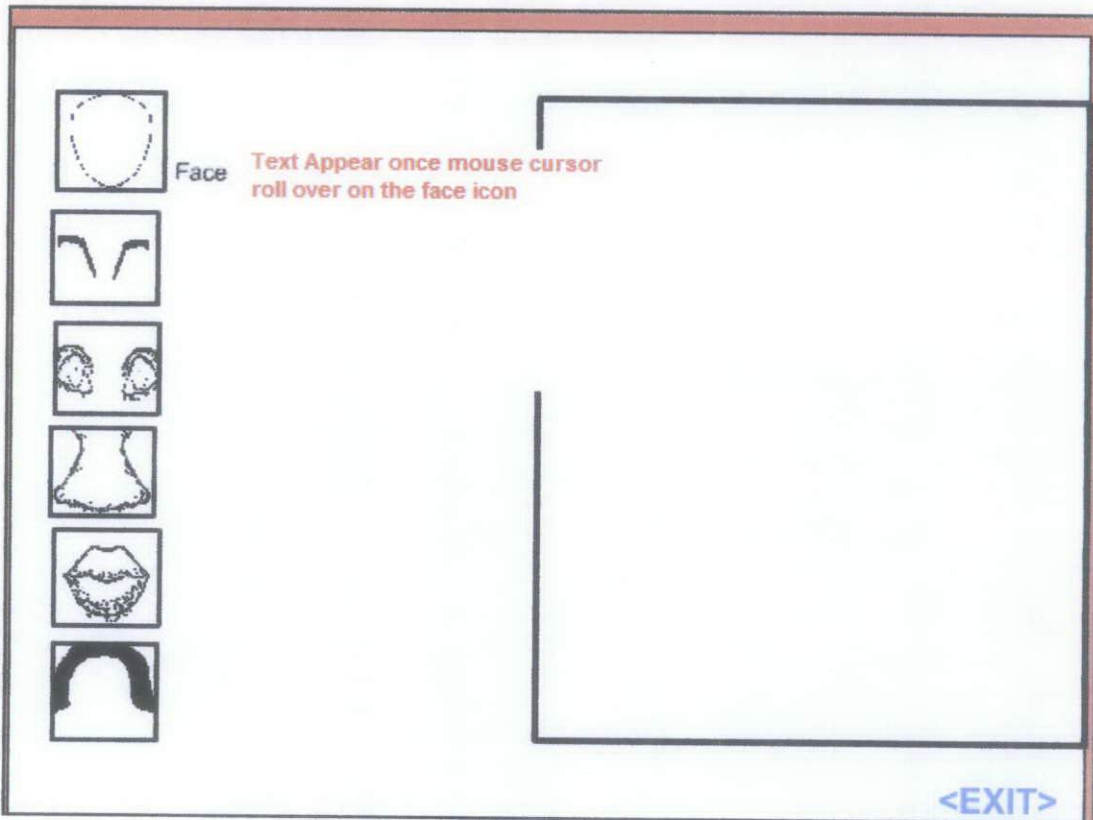 Face
Text Appear once mouse cursor
roll over on the face icon
<EXIT>